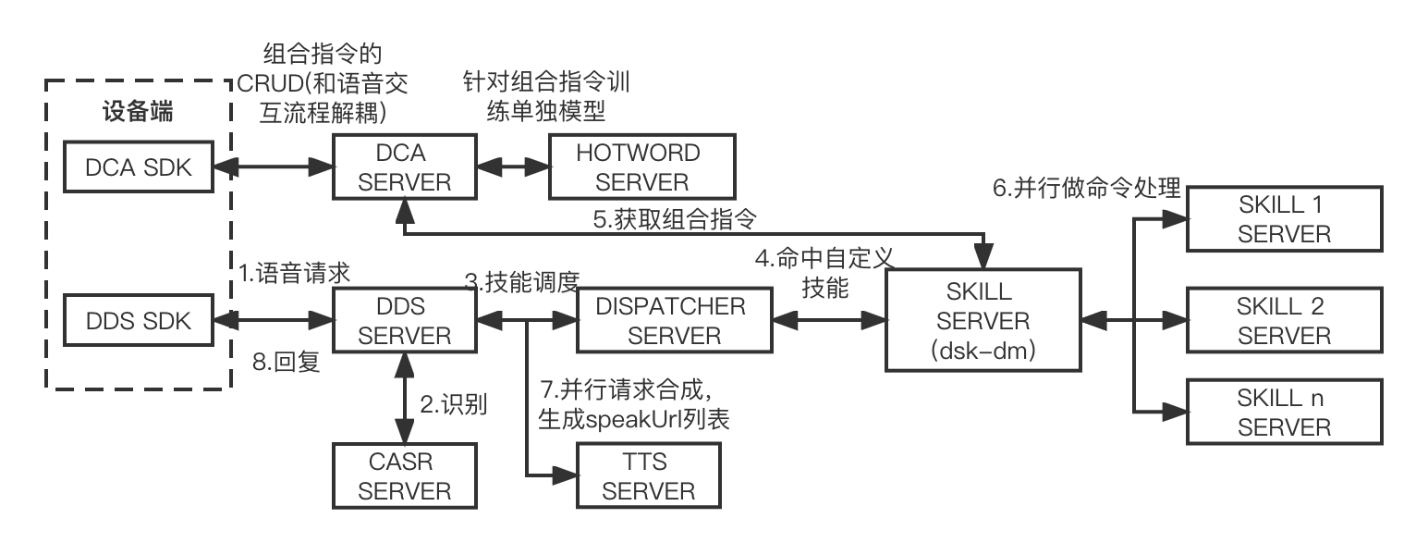 组合指令的
CRUD(和语音交
互流程解耦)
针对组合指令训
练单独模型
设备端
DCA SDK
DCA
SERVER
HOTWORD
SERVER
6.并行做命令处理
SKILL 1
SERVER
5.获取组合指令
4.命中自定义
技能
1.语音请求
3.技能调度
DDS SDK
DDS
SERVER
DISPATCHER
SERVER
SKILL
SERVER
(dsk-dm)
SKILL 2
SERVER
8.回复
2.识别
7.并行请求合成，
生成speakUrl列表
SKILL n
SERVER
CASR
SERVER
TTS
SERVER